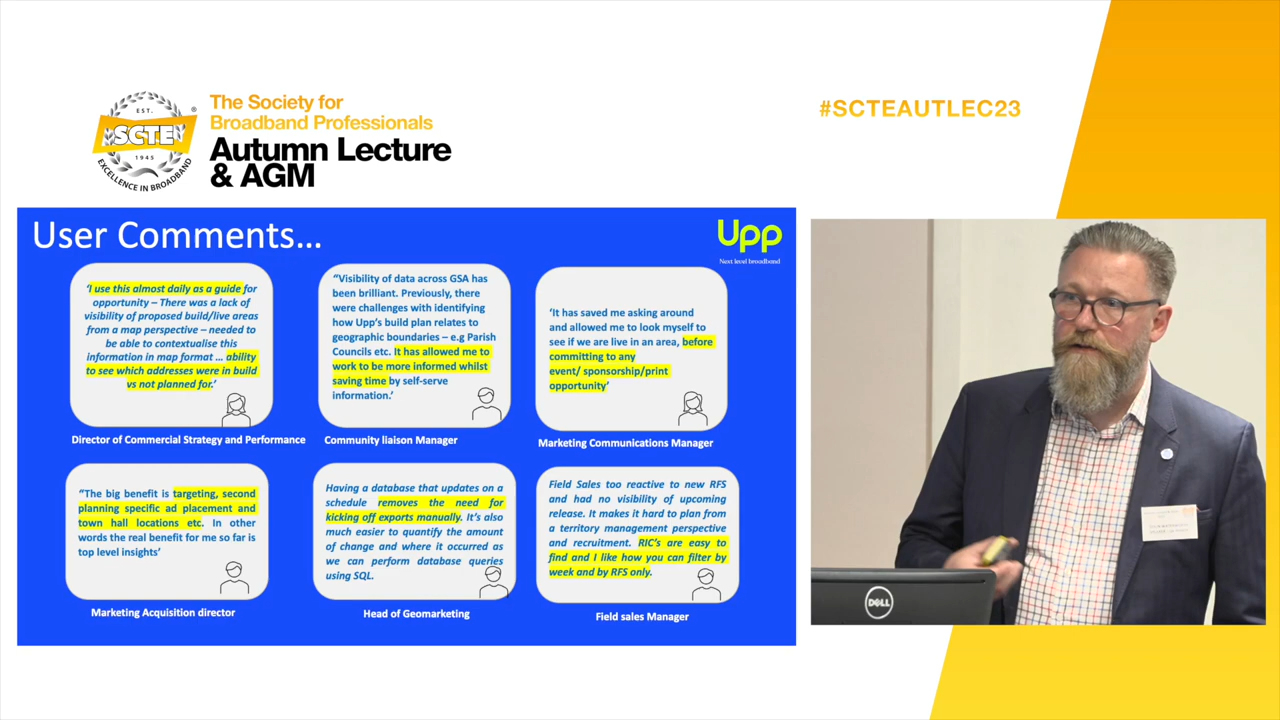 EST.
SCTE
®
1945
EXCELLENCE IN BROADBAND
The Society for
Broadband Professionals
Autumn Lecture
& AGM
#SCTEAUTLEC23
User Comments...
Upp
Next level broadband
‘I use this almost daily as a guide for
opportunity – There was a lack of
visibility of proposed build/live areas
from a map perspective – needed to
be able to contextualise this
information in map format ... ability
to see which addresses were in build
vs not planned for.’
Director of Commercial Strategy and Performance
“Visibility of data across GSA has
been brilliant. Previously, there
were challenges with identifying
how Upp’s build plan relates to
geographic boundaries – e.g Parish
Councils etc. It has allowed me to
work to be more informed whilst
saving time by self-serve
information.’
Community liaison Manager
‘It has saved me asking around
and allowed me to look myself to
see if we are live in an area, before
committing to any
event/ sponsorship/print
opportunity’
Marketing Communications Manager
“The big benefit is targeting, second
planning specific ad placement and
town hall locations etc. In other
words the real benefit for me so far is
top level insights’
Marketing Acquisition director
Having a database that updates on a
schedule removes the need for
kicking off exports manually. It’s also
much easier to quantify the amount
of change and where it occurred as
we can perform database queries
using SQL.
Head of Geomarketing
Field Sales too reactive to new RFS
and had no visibility of upcoming
release. It makes it hard to plan from
a territory management perspective
and recruitment. RIC’s are easy to
find and I like how you can filter by
week and by RFS only.
Field sales Manager
DELL